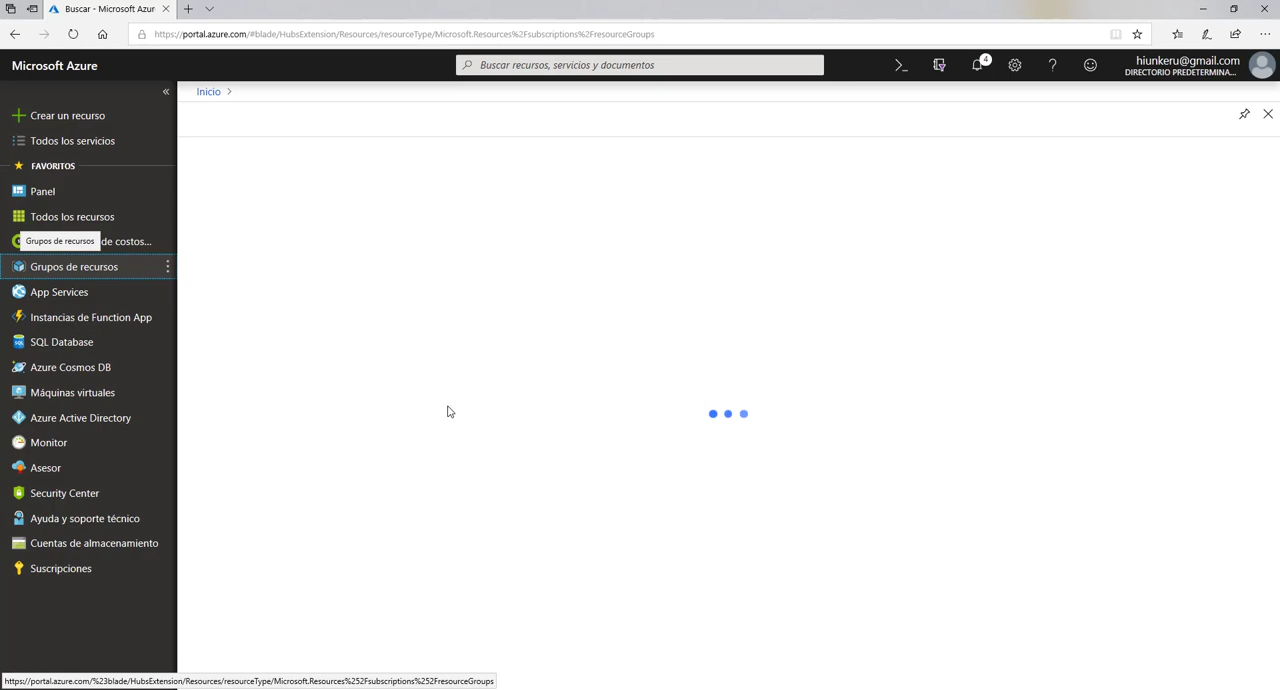 Buscar - Microsoft Azur
https://portal.azure.com/#blade/HubsExtension/Resources/resourceType/Microsoft.Resources%2Fsubscriptions%2FresourceGroups
Microsoft Azure
Buscar recursos, servicios y documentos
4
hiunkeru@gmail.com
DIRECTORIO PREDETERMINA...
Inicio
Crear un recurso
Todos los servicios
FAVORITOS
Panel
Todos los recursos
Grupos de recursos
de costos...
Grupos de recursos
App Services
Instancias de Function App
SQL Database
Azure Cosmos DB
Máquinas virtuales
Azure Active Directory
Monitor
Asesor
Security Center
Ayuda y soporte técnico
Cuentas de almacenamiento
Suscripciones
https://portal.azure.com/%23blade/HubsExtension/Resources/resourceType/Microsoft.Resources%252Fsubscriptions%252FresourceGroups